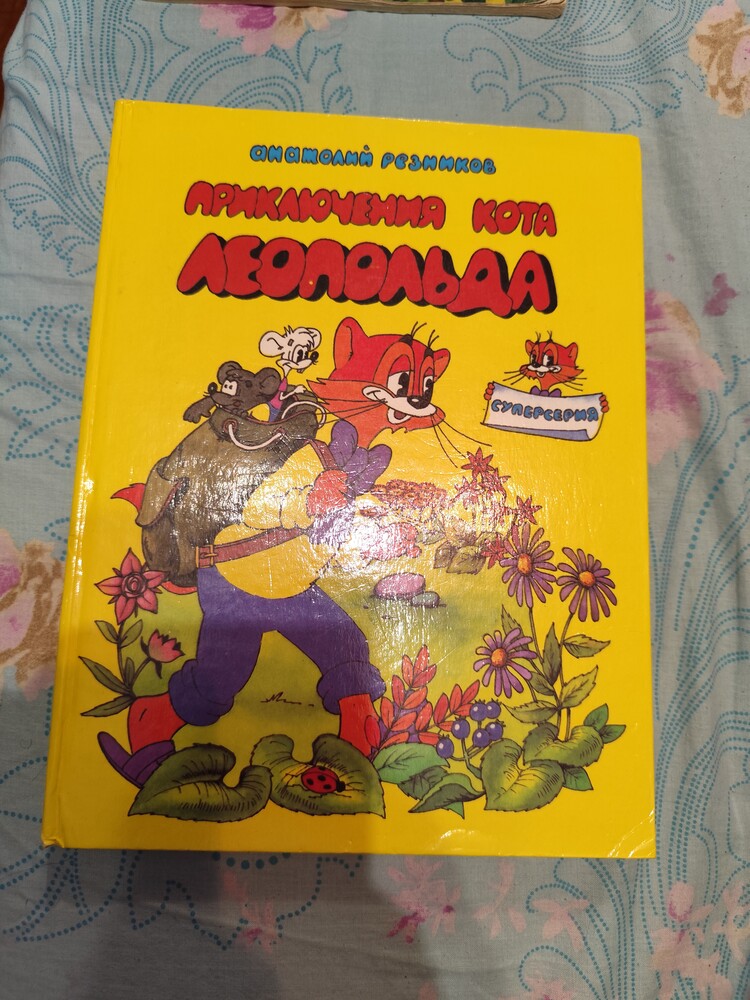 анатолий резников
ПРИКЛЮЧЕНИЯ КОТА
ЛЕОПОЛЬДА
СУПЕРСЕРИЯ